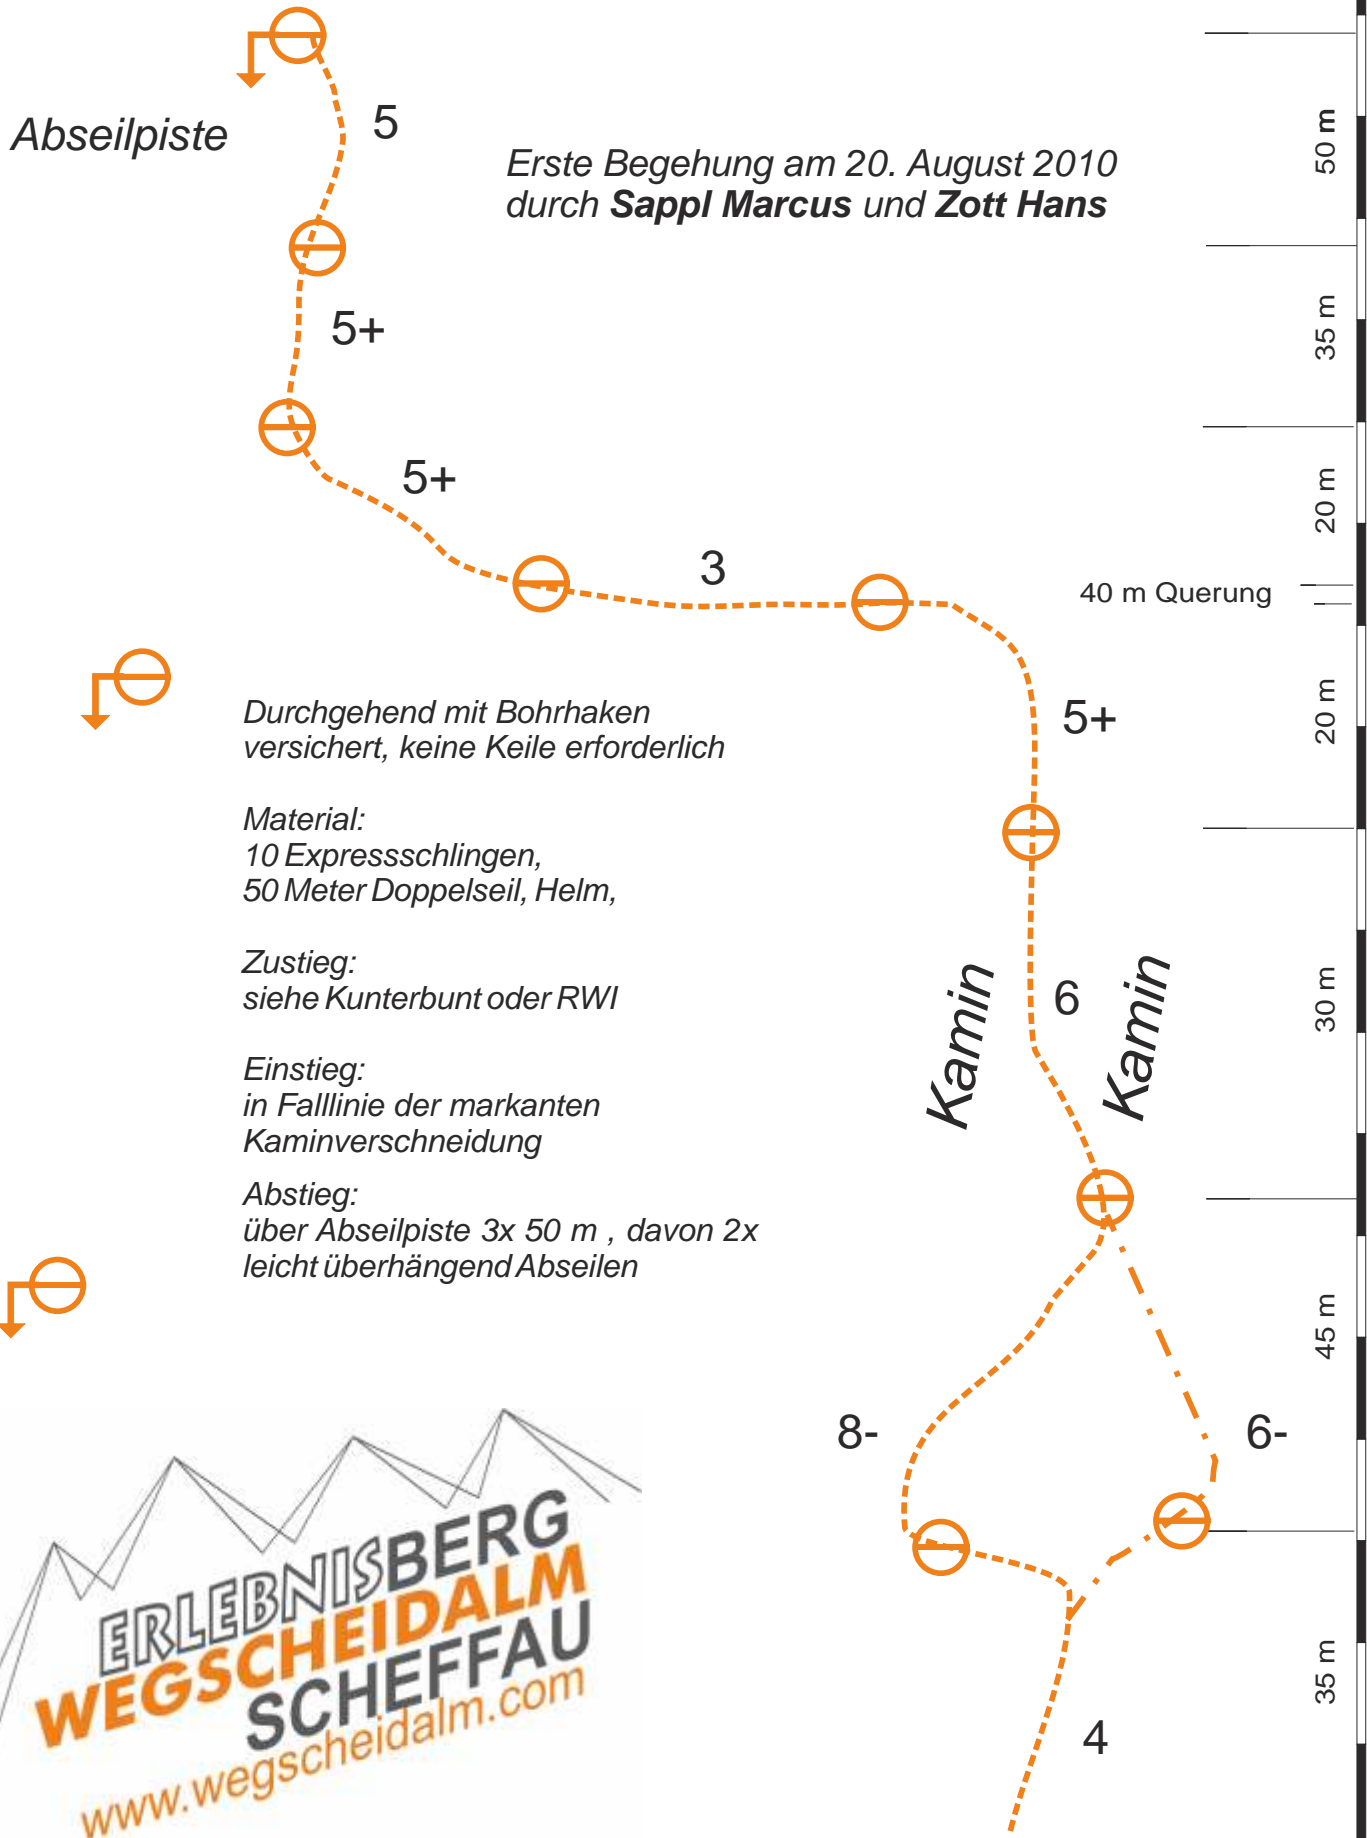 Abseilpiste
5
Erste Begehung am 20. August 2010
durch Sappl Marcus und Zott Hans
50 m
5+
35 m
5+
20 m
3
40 m Querung
5+
20 m
Durchgehend mit Bohrhaken
versichert, keine Keile erforderlich
Material:
10 Expressschlingen,
50 Meter Doppelseil, Helm,
Zustieg:
siehe Kunterbunt oder RWI
Einstieg:
in Falllinie der markanten
Kaminverschneidung
Abstieg:
über Abseilpiste 3x 50 m , davon 2x
leicht überhängend Abseilen
Kamin
6
Kamin
30 m
45 m
8-
6-
35 m
4
ERLEBNISBERG
WEGSCHEIDALM
SCHEFFAU
www.wegscheidalm.com